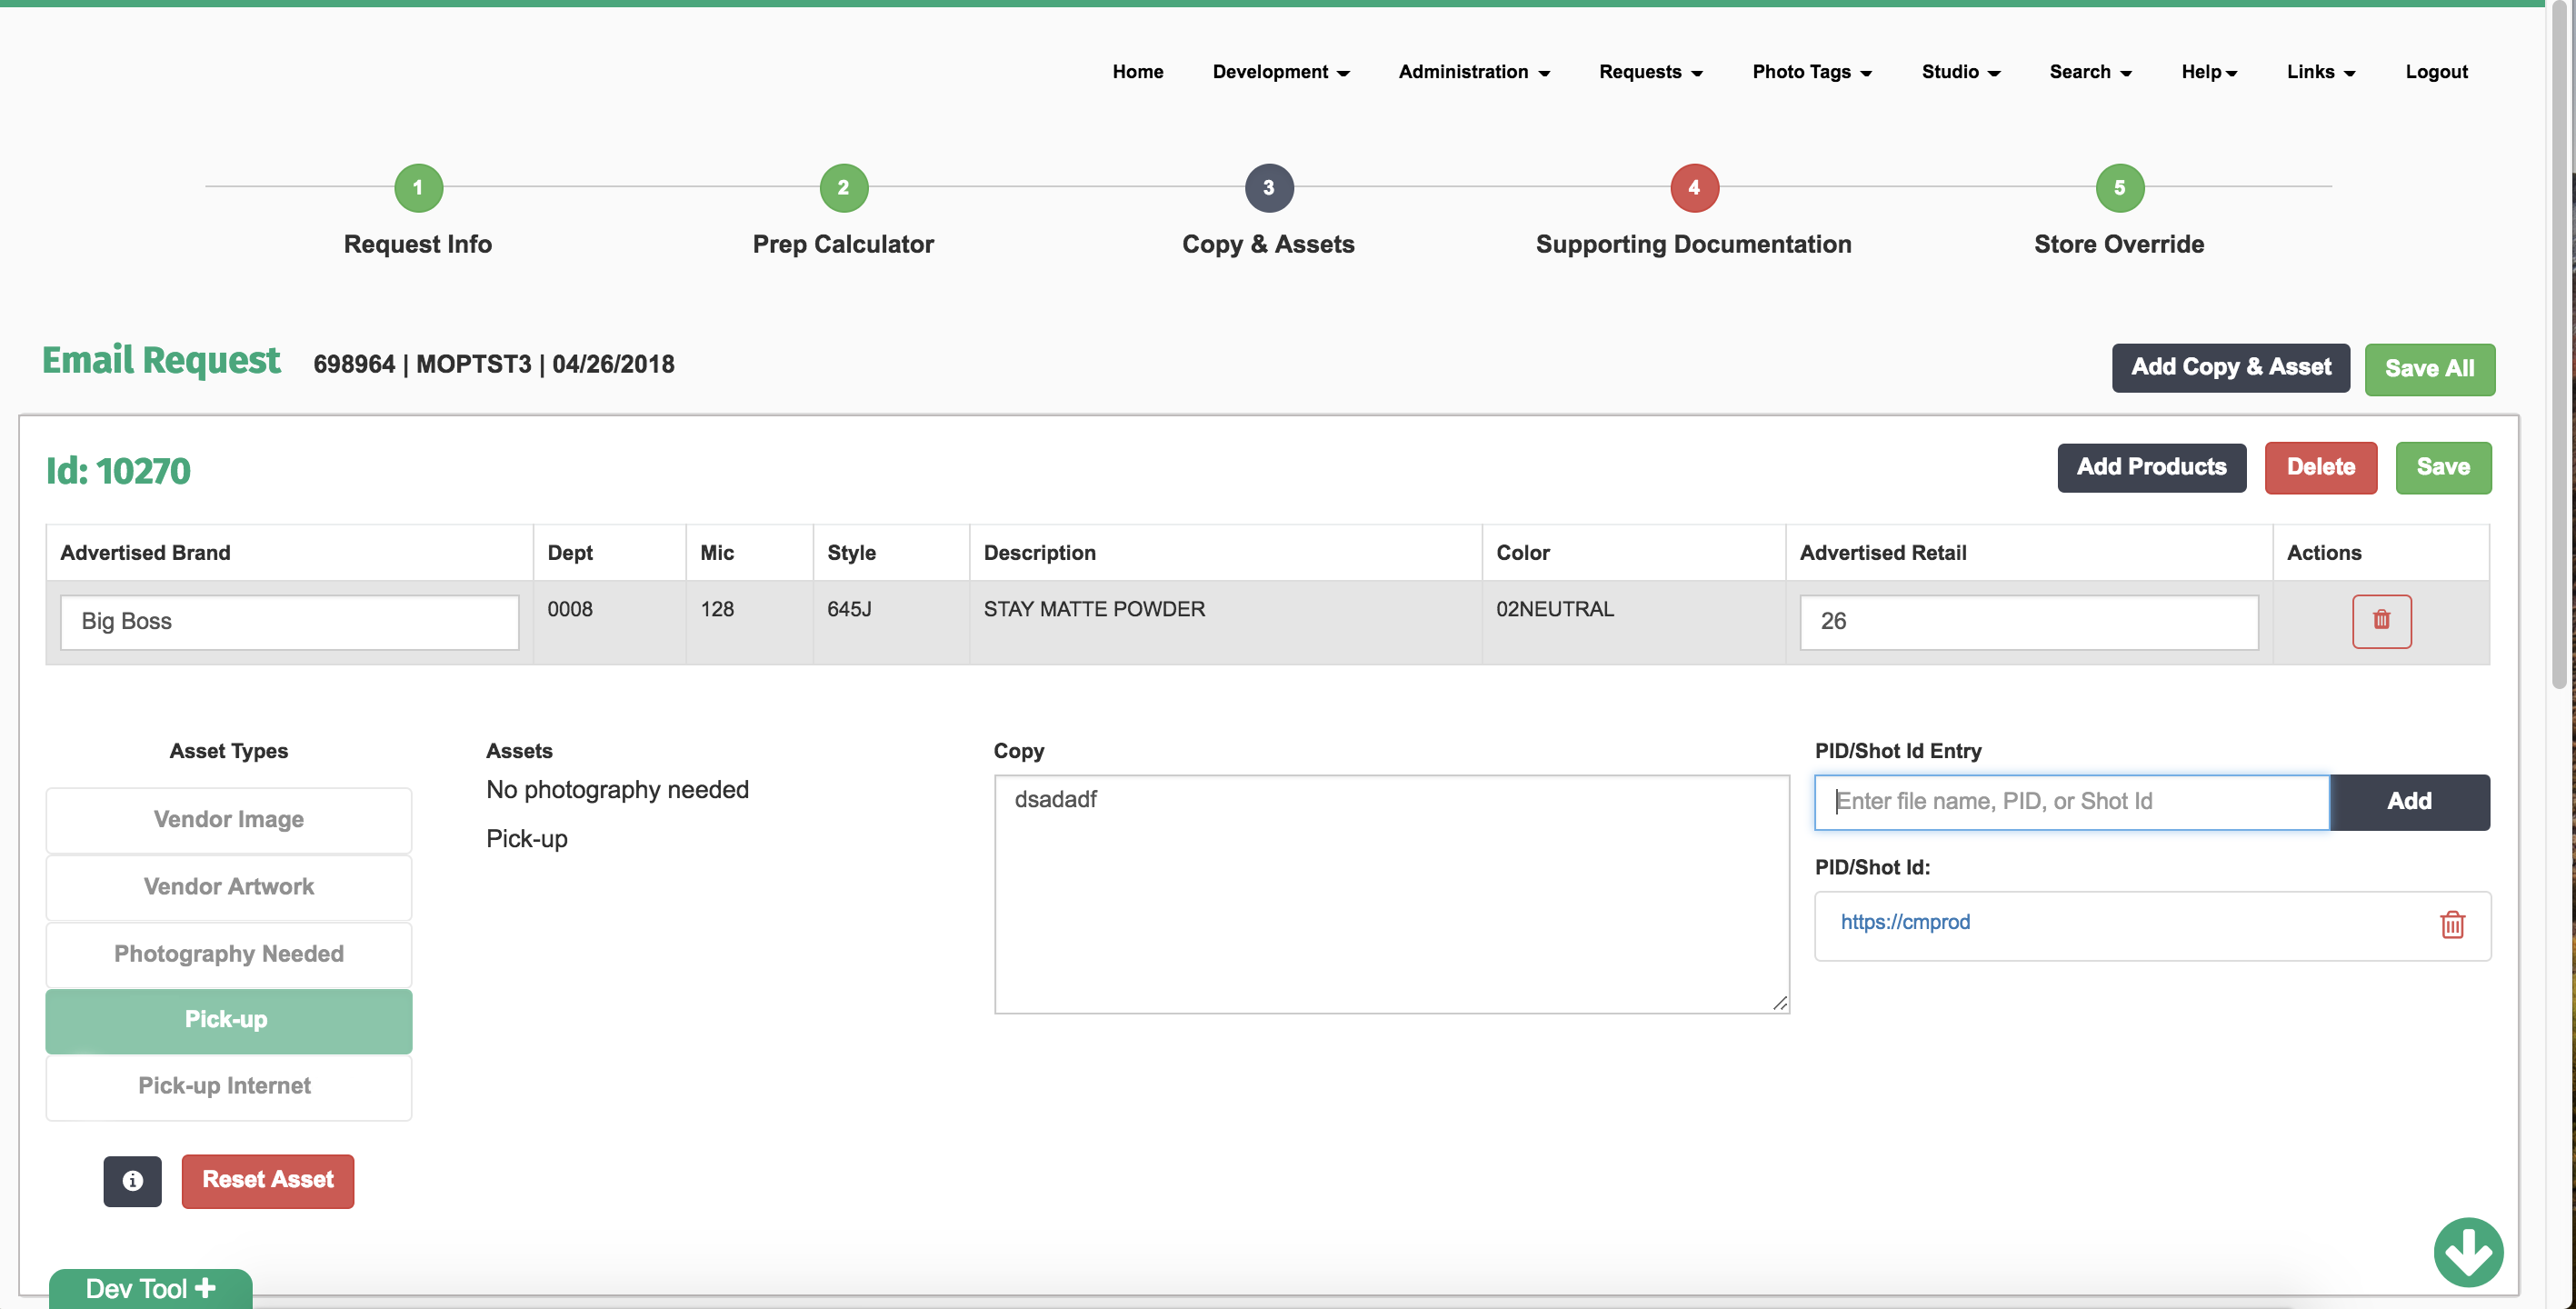 Home Development Administration Requests Photo Tags Studio Search Help Links Logout
1 2 3 4 5
Request Info Prep Calculator Copy & Assets Supporting Documentation Store Override
Email Request 698964 | MOPTST3 | 04/26/2018 Add Copy & Asset Save All
Id: 10270 Add Products Delete Save
Advertised Brand Dept Mic Style Description Color Advertised Retail Actions
Big Boss 0008 128 645J STAY MATTE POWDER 02NEUTRAL 26
Asset Types
Vendor Image
Vendor Artwork
Photography Needed
Pick-up
Pick-up Internet
Reset Asset
Assets
No photography needed
Pick-up
Copy
dsadadf
PID/Shot Id Entry
Enter file name, PID, or Shot Id Add
PID/Shot Id:
https://cmprod
Dev Tool